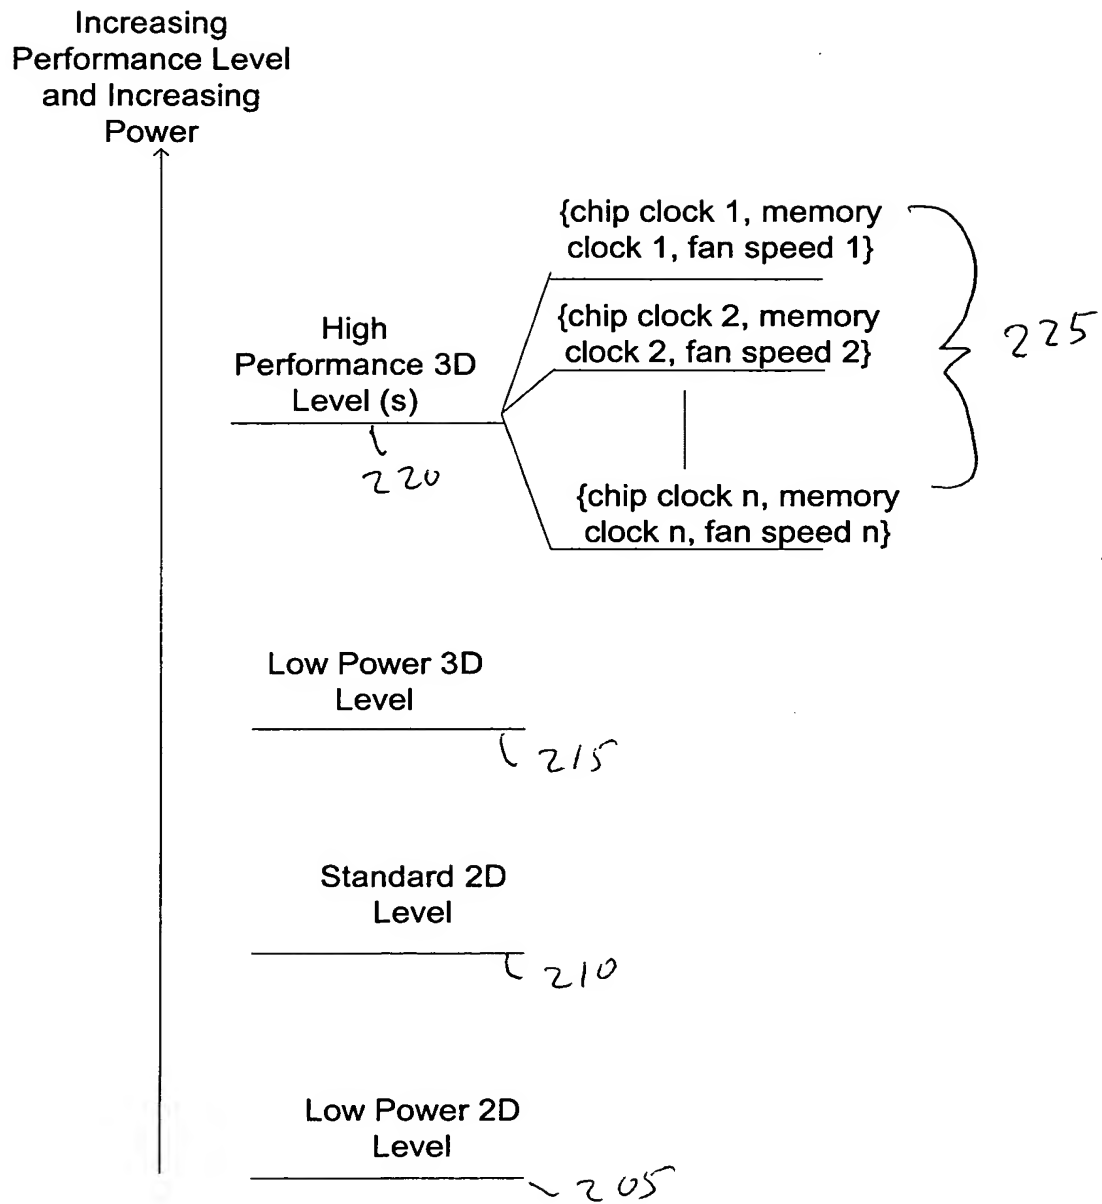 Increasing
Performance Level
and Increasing
Power
{chip clock 1, memory
clock 1, fan speed 1}
{chip clock 2, memory
clock 2, fan speed 2}
225
High
Performance 3D
Level (s)
220
{chip clock n, memory
clock n, fan speed n}
Low Power 3D
Level
215
Standard 2D
Level
210
Low Power 2D
Level
205